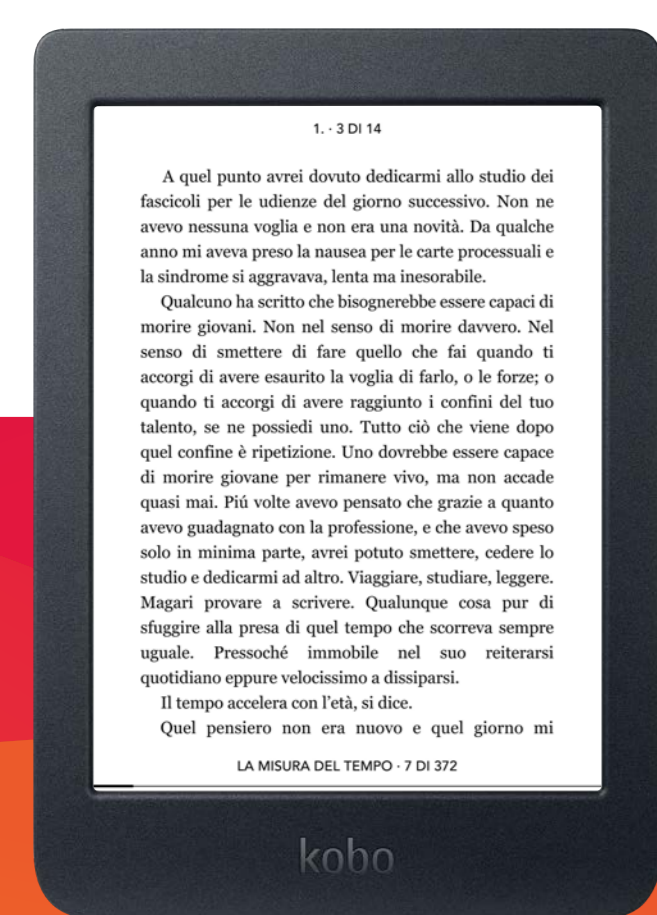 1. · 3 DI 14
A quel punto avrei dovuto dedicarmi allo studio dei
fascicoli per le udienze del giorno successivo. Non ne
avevo nessuna voglia e non era una novità. Da qualche
anno mi aveva preso la nausea per le carte processuali e
la sindrome si aggravava, lenta ma inesorabile.
Qualcuno ha scritto che bisognerebbe essere capaci di
morire giovani. Non nel senso di morire davvero. Nel
senso di smettere di fare quello che fai quando ti
accorgi di avere esaurito la voglia di farlo, o le forze; o
quando ti accorgi di avere raggiunto i confini del tuo
talento, se ne possiedi uno. Tutto ciò che viene dopo
quel confine è ripetizione. Uno dovrebbe essere capace
di morire giovane per rimanere vivo, ma non accade
quasi mai. Piú volte avevo pensato che grazie a quanto
avevo guadagnato con la professione, e che avevo speso
solo in minima parte, avrei potuto smettere, cedere lo
studio e dedicarmi ad altro. Viaggiare, studiare, leggere.
Magari provare a scrivere. Qualunque cosa pur di
sfuggire alla presa di quel tempo che scorreva sempre
uguale. Pressoché immobile nel suo reiterarsi
quotidiano eppure velocissimo a dissiparsi.
Il tempo accelera con l'età, si dice.
Quel pensiero non era nuovo e quel giorno mi
LA MISURA DEL TEMPO · 7 DI 372
kobo